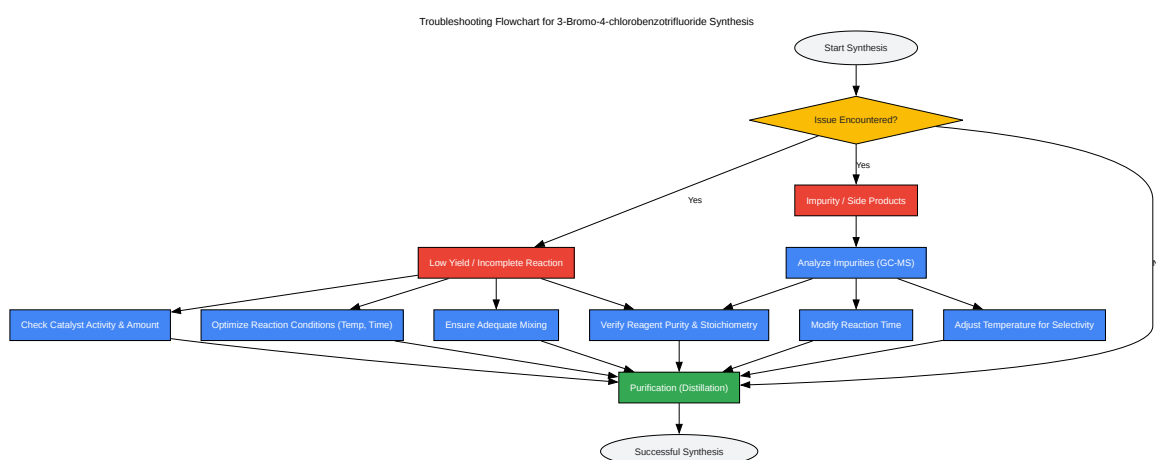 Troubleshooting Flowchart for 3-Bromo-4-chlorobenzotrifluoride Synthesis
Start Synthesis
Issue Encountered?
Yes
Impurity / Side Products
Yes
Low Yield / Incomplete Reaction
Analyze Impurities (GC-MS)
Check Catalyst Activity & Amount
Optimize Reaction Conditions (Temp, Time)
Ensure Adequate Mixing
Verify Reagent Purity & Stoichiometry
Modify Reaction Time
Adjust Temperature for Selectivity
Purification (Distillation)
Successful Synthesis